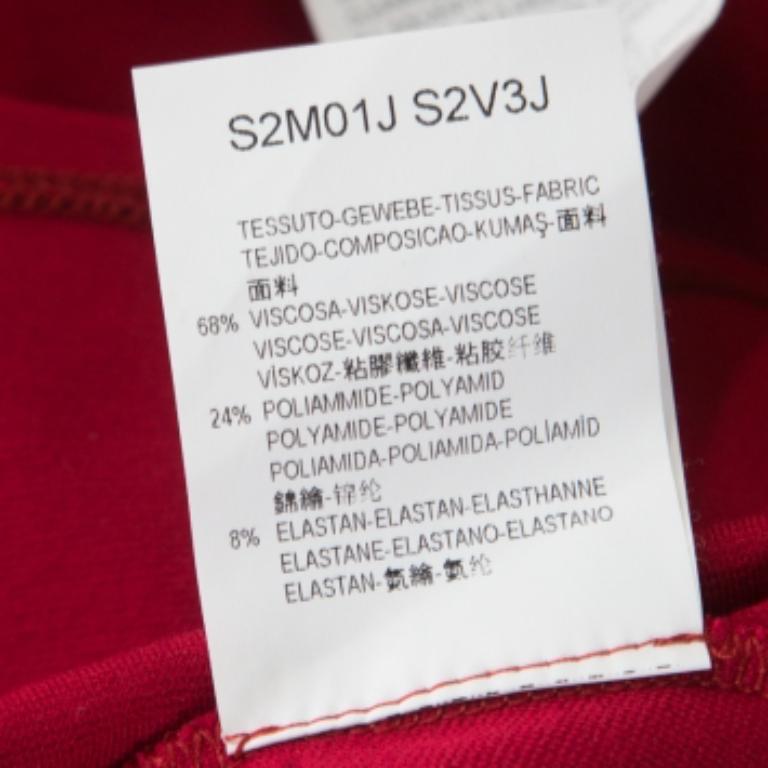 S2M01J S2V3J
TESSUTO-GEWEBE-TISSUS-FABRIC
TEJIDO-COMPOSICAO-KUMAŞ-面料
面料
68% VISCOSA-VISKOSE-VISCOSE
VISCOSE-VISCOSA-VISCOSE
VİSKOZ-粘膠纖維-粘胶纤维
24% POLIAMMIDE-POLYAMID
POLYAMIDE-POLYAMIDE
POLIAMIDA-POLIAMIDA-POLİAMİD
錦綸-锦纶
8% ELASTAN-ELASTAN-ELASTHANNE
ELASTANE-ELASTANO-ELASTANO
ELASTAN-氨綸-氨纶